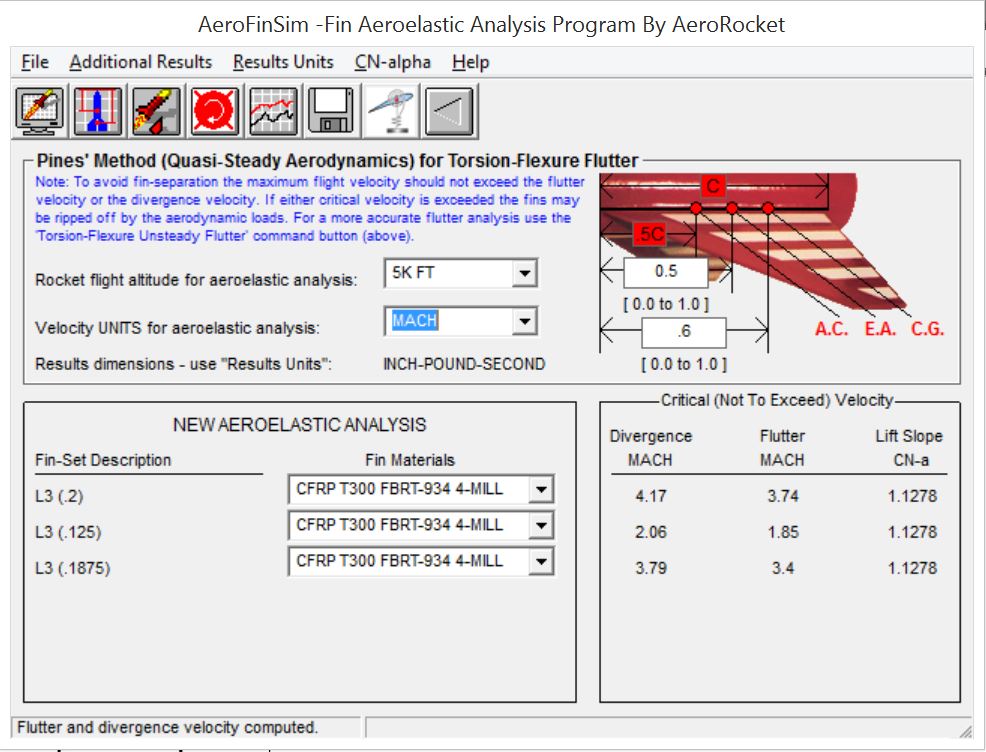 AeroFinSim -Fin Aeroelastic Analysis Program By AeroRocket
File Additional Results Results Units CN-alpha Help
Pines' Method (Quasi-Steady Aerodynamics) for Torsion-Flexure Flutter
Note: To avoid fin-separation the maximum flight velocity should not exceed the flutter
velocity or the divergence velocity. If either critical velocity is exceeded the fins may
be ripped off by the aerodynamic loads. For a more accurate flutter analysis use the
'Torsion-Flexure Unsteady Flutter' command button (above).
Rocket flight altitude for aeroelastic analysis: 5K FT
Velocity UNITS for aeroelastic analysis: MACH
Results dimensions - use "Results Units": INCH-POUND-SECOND
C
.5C
0.5
[ 0.0 to 1.0 ]
.6
[ 0.0 to 1.0 ]
A.C. E.A. C.G.
NEW AEROELASTIC ANALYSIS
Fin-Set Description Fin Materials
L3 (.2) CFRP T300 FBRT-934 4-MILL
L3 (.125) CFRP T300 FBRT-934 4-MILL
L3 (.1875) CFRP T300 FBRT-934 4-MILL
Critical (Not To Exceed) Velocity
Divergence Flutter Lift Slope
MACH MACH CN-a
4.17 3.74 1.1278
2.06 1.85 1.1278
3.79 3.4 1.1278
Flutter and divergence velocity computed.